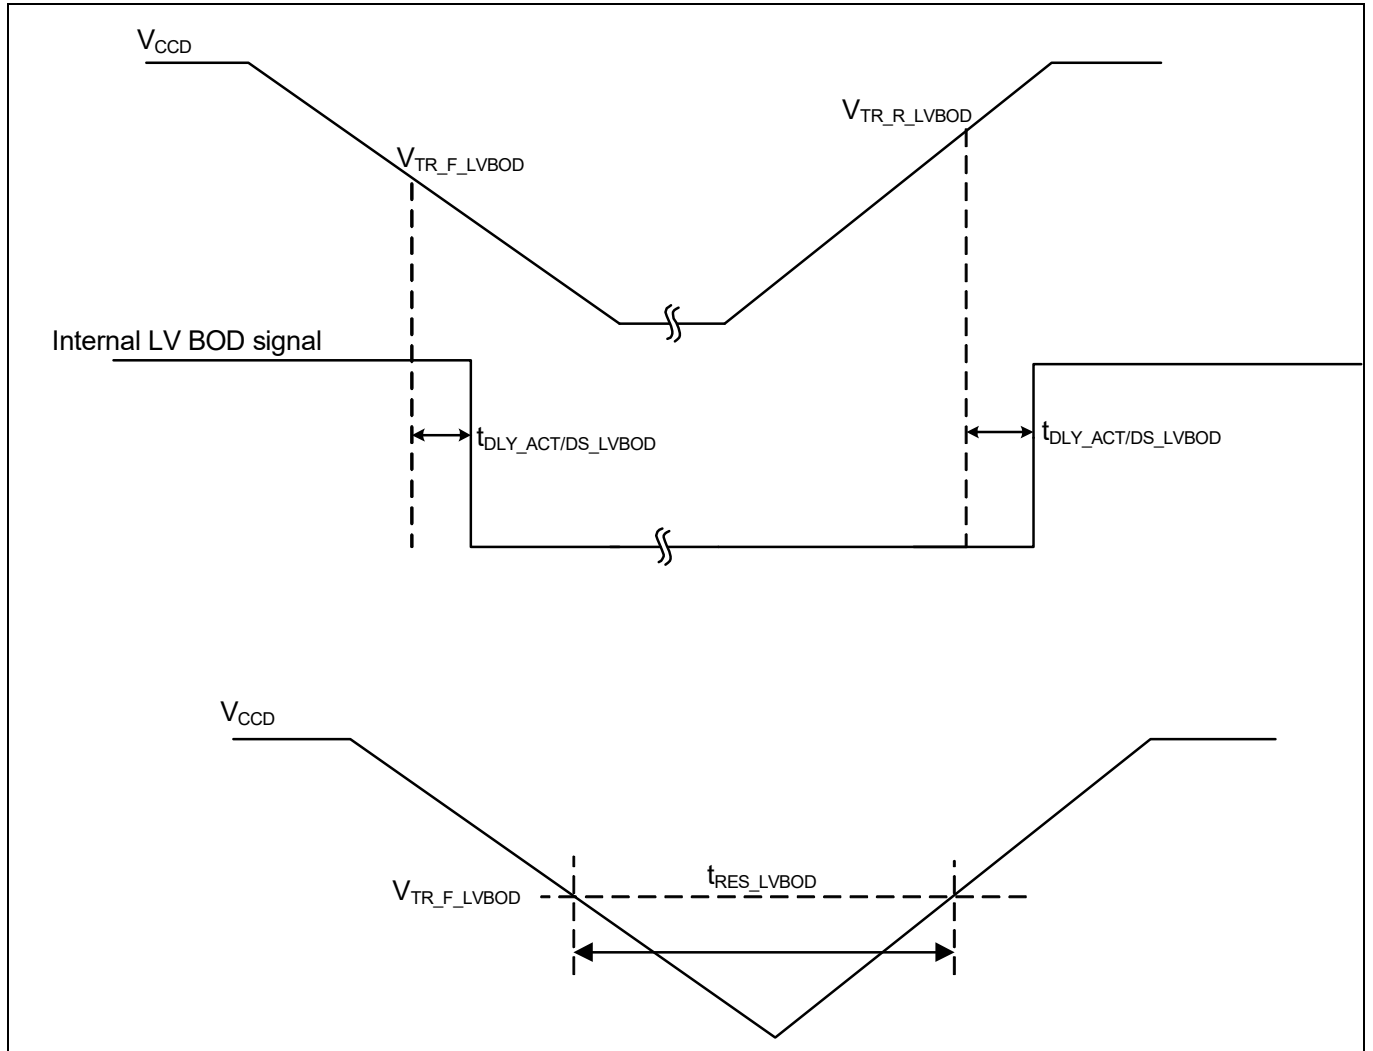 VCCD
VTR_R_LVBOD
VTR_F_LVBOD
Internal LV BOD signal
tDLY_ACT/DS_LVBOD
tDLY_ACT/DS_LVBOD
VCCD
tRES_LVBOD
VTR_F_LVBOD